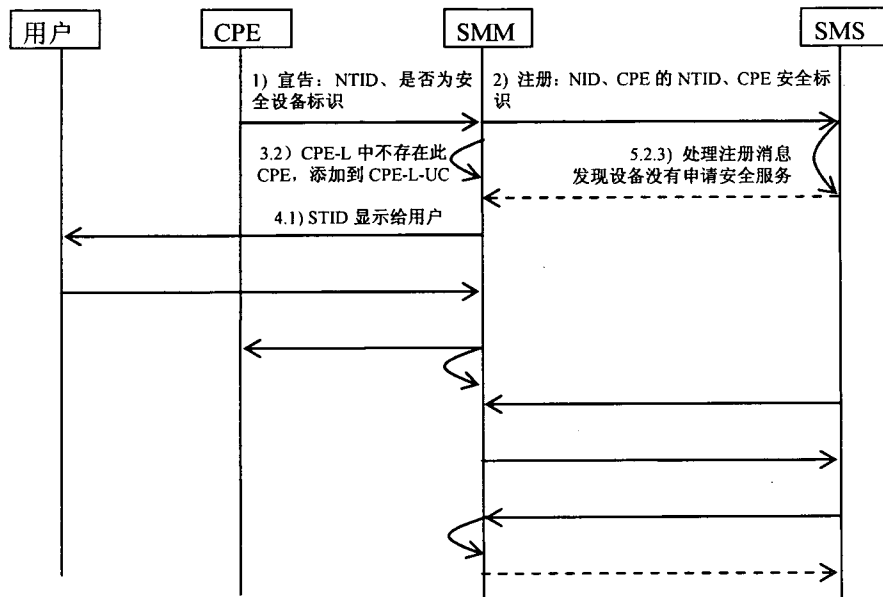 用户
CPE
SMM
SMS
1) 宣告：NTID、是否为安
全设备标识
2) 注册：NID、CPE 的 NTID、CPE 安全标
识
3.2）CPE-L 中不存在此
CPE，添加到 CPE-L-UC
5.2.3) 处理注册消息
发现设备没有申请安全服务
4.1) STID 显示给用户